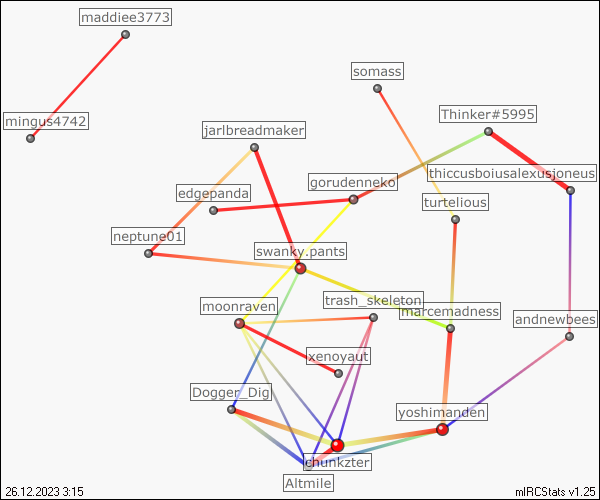 maddiee3773
somass
mingus4742
Thinker#5995
jarlbreadmaker
thiccusboiusalexusjoneus
gorudenneko
edgepanda
turtelious
neptune01
swanky.pants
trash_skeleton
moonraven
marcemadness
andnewbees
xenoyaut
Dogger_Dig
yoshimanden
chunkzter
Altmile
26.12.2023 3:15
mIRCStats v1.25